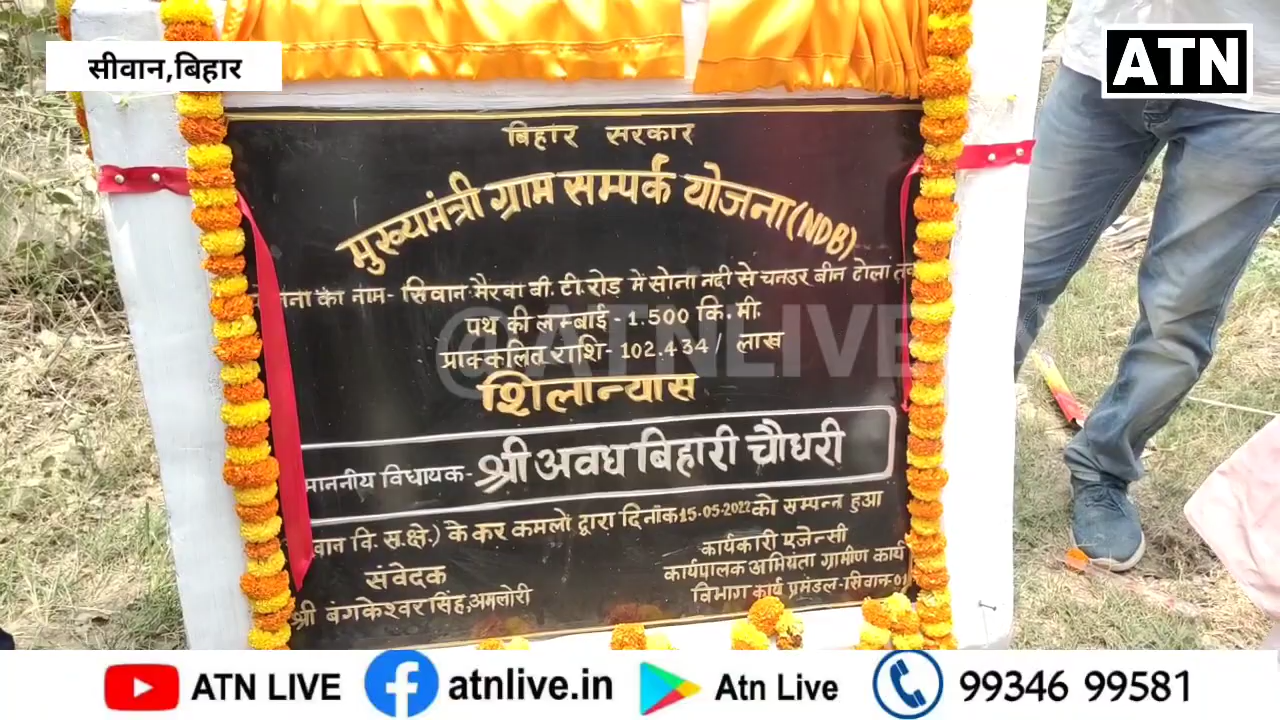 सीवान,बिहार
ATN
बिहार सरकार
मुख्यमंत्री ग्राम सम्पर्क योजना(NDB)
का नाम- सिवान मैरवा बी.टी.रोड में सोना नदी से चनउर बीन टोला तक
पथ की लम्बाई - 1.500 कि.मी.
प्राक्कलित राशि- 102.434/ लाख
शिलान्यास
माननीय विधायक- श्री अवध बिहारी चौधरी
वि.स.क्षे.) के कर कमलों द्वारा दिनांक 15-05-2022 को सम्पन्न हुआ
संवेदक
श्री बंगकेश्वर सिंह,अमलोरी
कार्यकारी एजेन्सी
कार्यपालक अभियंता ग्रामीण कार्य
विभाग कार्य प्रमंडल-सिवान-01
@ATNLIVE
ATN LIVE
atnlive.in
Atn Live
99346 99581